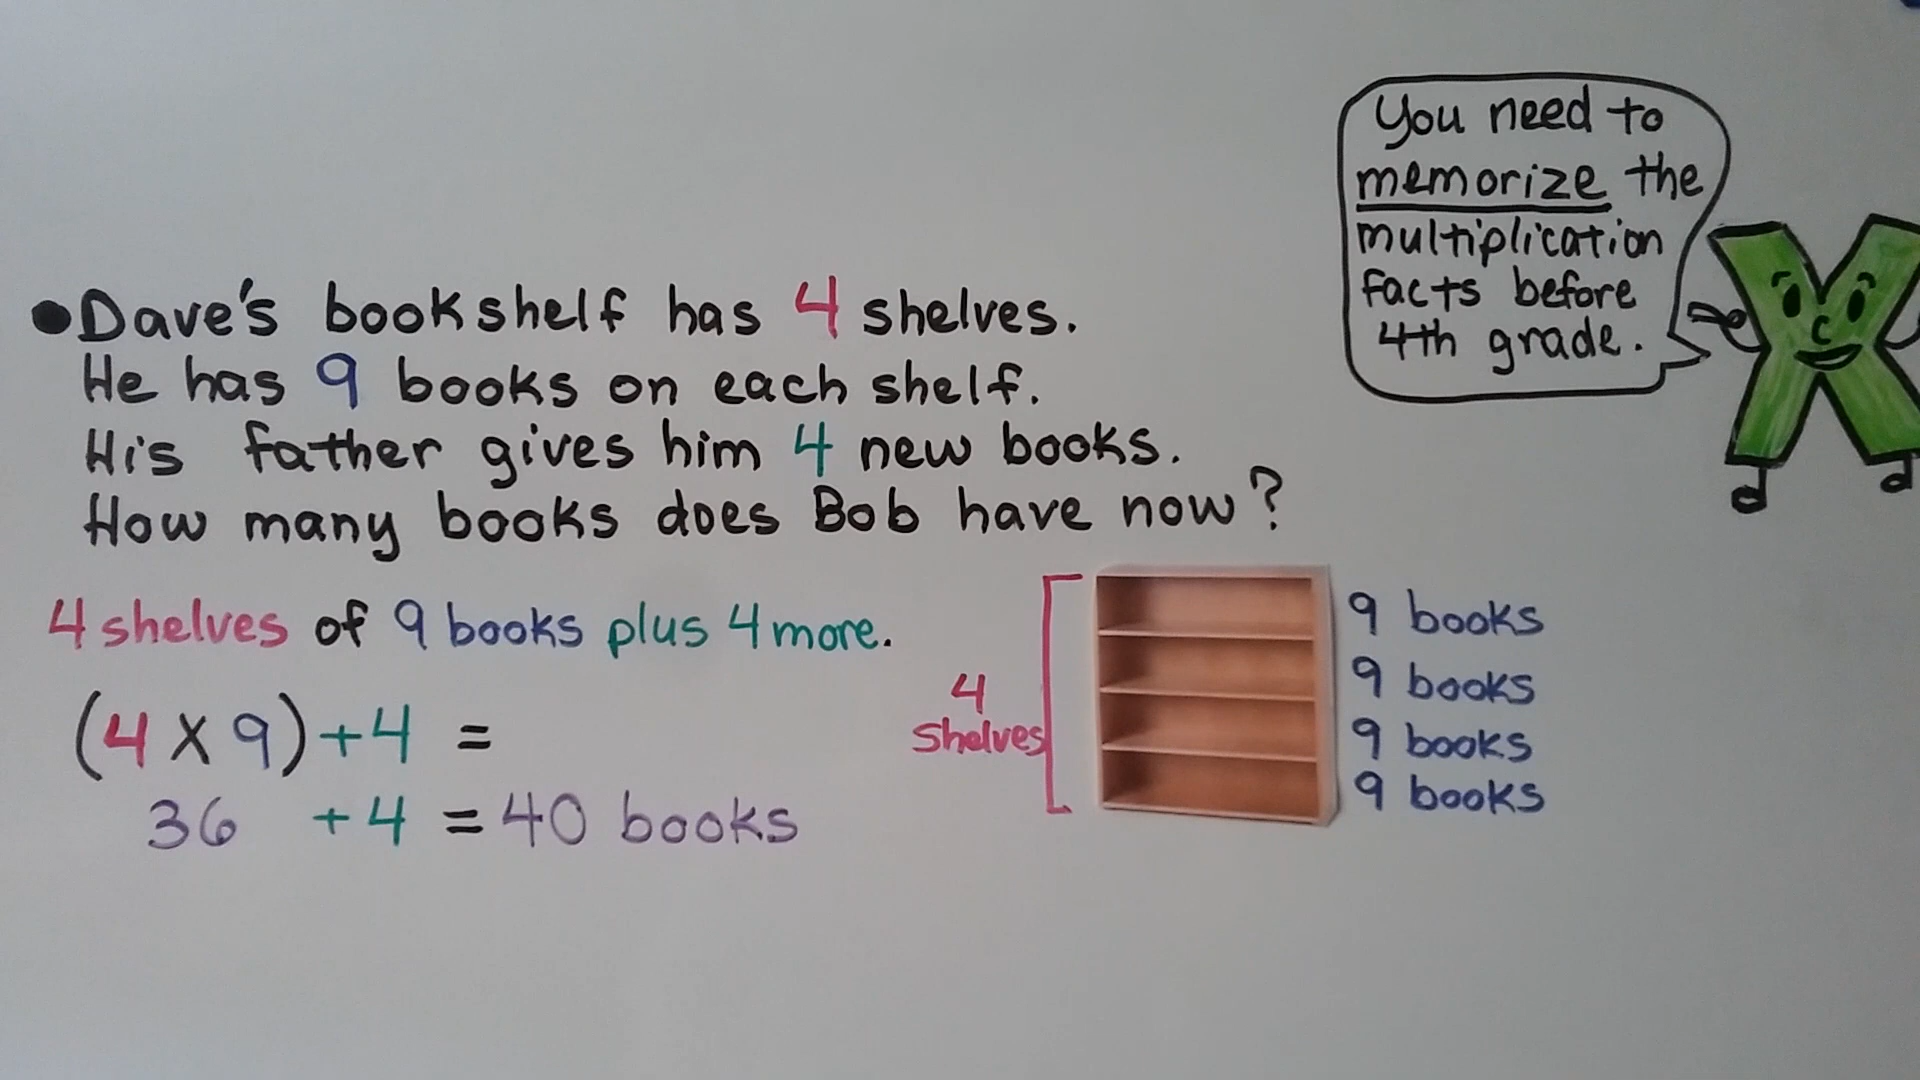 You need to
memorize the
multiplication
facts before
4th grade.
●Dave's bookshelf has 4 shelves.
He has 9 books on each shelf.
His father gives him 4 new books.
How many books does Bob have now?
4 shelves of 9 books plus 4 more.
(4 x 9) + 4 =
36 + 4 = 40 books
4
shelves
9 books
9 books
9 books
9 books